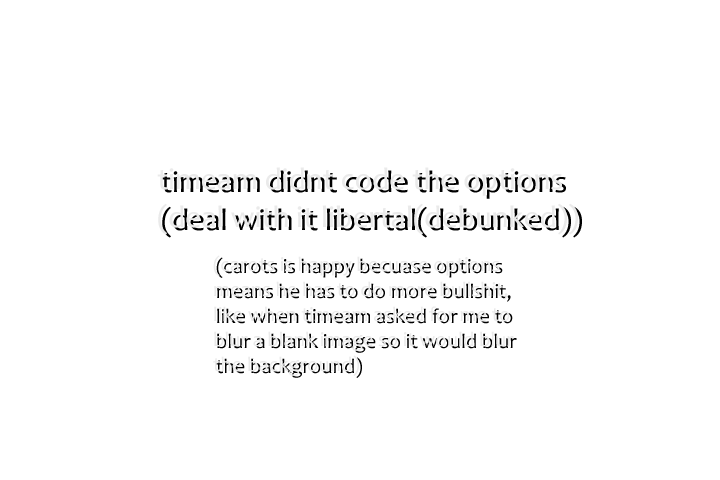 timeam didnt code the options
(deal with it libertal(debunked))
(carots is happy becuase options
means he has to do more bullshit,
like when timeam asked for me to
blur a blank image so it would blur
the background)